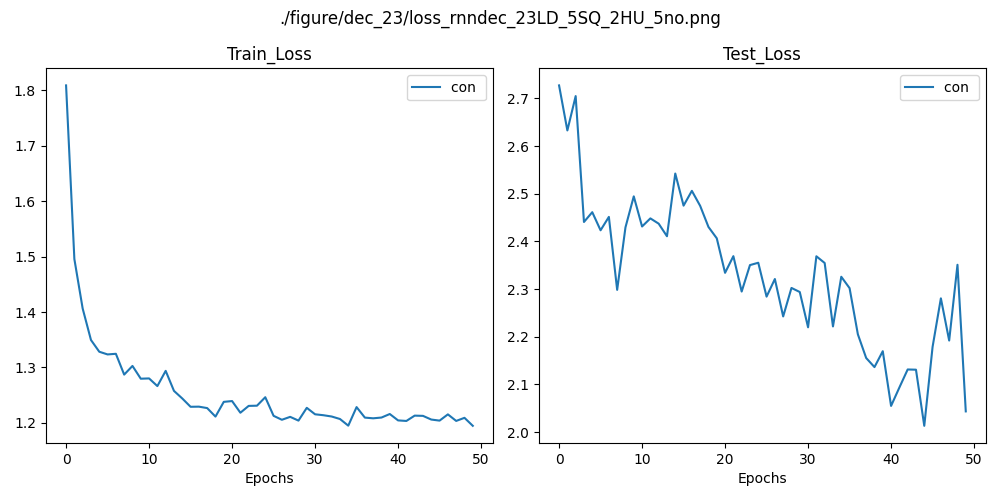 ./figure/dec_23/loss_rnndec_23LD_5SQ_2HU_5no.png
Train_Loss
con
1.8
1.7
1.6
1.5
1.4
1.3
1.2
0 10 20 30 40 50
Epochs
Test_Loss
con
2.7
2.6
2.5
2.4
2.3
2.2
2.1
2.0
0 10 20 30 40 50
Epochs